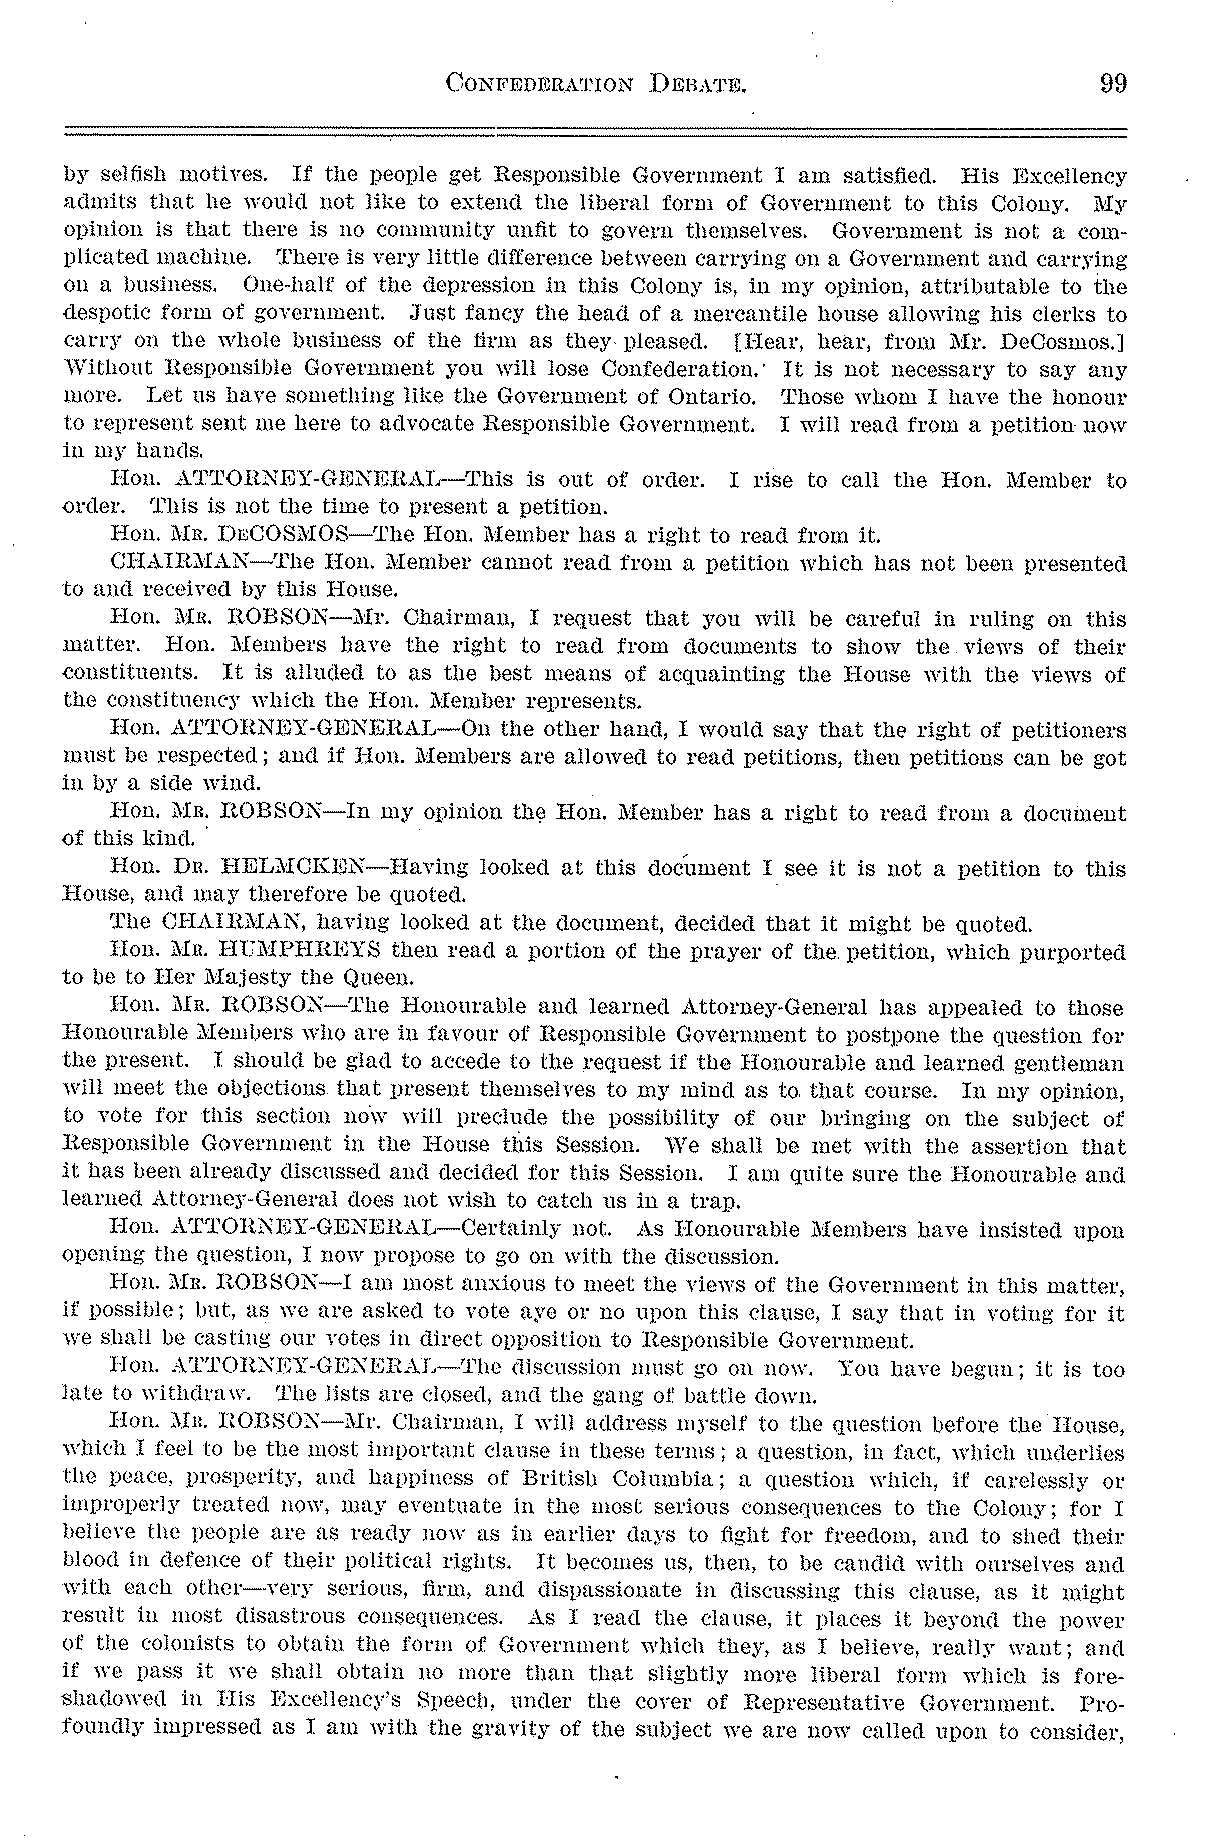 CONFEDERATION DEBATE. 99
by selfish motives. If the people get Responsible Government I am satisfied. His Excellency
admits that he would not like to extend the liberal form of Government to this Colony. My
opinion is that there is no community unfit to govern themselves. Government is not a com-
plicated machine. There is very little difference between carrying on a Government and carrying
on a business. One-half of the depression in this Colony is, in my opinion, attributable to the
despotic form of government. Just fancy the head of a mercantile house allowing his clerks to
carry on the whole business of the firm as they pleased. [Hear, hear, from Mr. DeCosmos.]
Without Responsible Government you will lose Confederation. It is not necessary to say any
more. Let us have something like the Government of Ontario. Those whom I have the honour
to represent sent me here to advocate Responsible Government. I will read from a petition now
in my hands.
Hon. ATTORNEY-GENERAL—This is out of order. I rise to call the Hon. Member to
order. This is not the time to present a petition.
Hon. MR. DECOSMOS—The Hon. Member has a right to read from it.
CHAIRMAN—The Hon. Member cannot read from a petition which has not been presented
to and received by this House.
Hon. MR. ROBSON—Mr. Chairman, I request that you will be careful in ruling on this
matter. Hon. Members have the right to read from documents to show the views of their
constituents. It is alluded to as the best means of acquainting the House with the views of
the constituency which the Hon. Member represents.
Hon. ATTORNEY-GENERAL—On the other hand, I would say that the right of petitioners
must be respected; and if Hon. Members are allowed to read petitions, then petitions can be got
in by a side wind.
Hon. MR. ROBSON—In my opinion the Hon. Member has a right to read from a document
of this kind.
Hon. DR. HELMCKEN—Having looked at this document I see it is not a petition to this
House, and may therefore be quoted.
The CHAIRMAN, having looked at the document, decided that it might be quoted.
Hon. MR. HUMPHREYS then read a portion of the prayer of the petition, which purported
to be to Her Majesty the Queen.
Hon. MR. ROBSON—The Honourable and learned Attorney-General has appealed to those
Honourable Members who are in favour of Responsible Government to postpone the question for
the present. I should be glad to accede to the request if the Honourable and learned gentleman
will meet the objections that present themselves to my mind as to that course. In my opinion,
to vote for this section now will preclude the possibility of our bringing on the subject of
Responsible Government in the House this Session. We shall be met with the assertion that
it has been already discussed and decided for this Session. I am quite sure the Honourable and
learned Attorney-General does not wish to catch us in a trap.
Hon. ATTORNEY-GENERAL—Certainly not. As Honourable Members have insisted upon
opening the question, I now propose to go on with the discussion.
Hon. MR. ROBSON—I am most anxious to meet the views of the Government in this matter,
if possible; but, as we are asked to vote aye or no upon this clause, I say that in voting for it
we shall be casting our votes in direct opposition to Responsible Government.
Hon. ATTORNEY-GENERAL—The discussion must go on now. You have begun; it is too
late to withdraw. The lists are closed, and the gang of battle down.
Hon. MR. ROBSON—Mr. Chairman, I will address myself to the question before the House,
which I feel to be the most important clause in these terms; a question, in fact, which underlies
the peace, prosperity, and happiness of British Columbia; a question which, if carelessly or
improperly treated now, may eventuate in the most serious consequences to the Colony; for I
believe the people are as ready now as in earlier days to fight for freedom, and to shed their
blood in defence of their political rights. It becomes us, then, to be candid with ourselves and
with each other—very serious, firm, and dispassionate in discussing this clause, as it might
result in most disastrous consequences. As I read the clause, it places it beyond the power
of the colonists to obtain the form of Government which they, as I believe, really want; and
if we pass it we shall obtain no more than that slightly more liberal form which is fore-
shadowed in His Excellency's Speech, under the cover of Representative Government. Pro-
foundly impressed as I am with the gravity of the subject we are now called upon to consider,